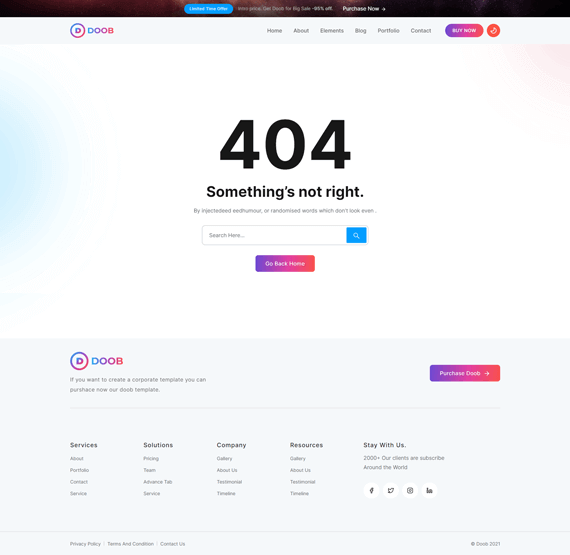 Limited Time Offer
Intro price. Get Doob for Big Sale -95% off.
Purchase Now →
DOOB
Home
About
Elements
Blog
Portfolio
Contact
BUY NOW
404
Something's not right.
By injectedeed eedhumour, or randomised words which don't look even .
Search Here...
Go Back Home
DOOB
If you want to create a corporate template you can
purshace now our doob template.
Purchase Doob →
Services
About
Portfolio
Contact
Service
Solutions
Pricing
Team
Advance Tab
Service
Company
Gallery
About Us
Testimonial
Timeline
Resources
Gallery
About Us
Testimonial
Timeline
Stay With Us.
2000+ Our clients are subscribe
Around the World
Privacy Policy | Terms And Condition | Contact Us
© Doob 2021